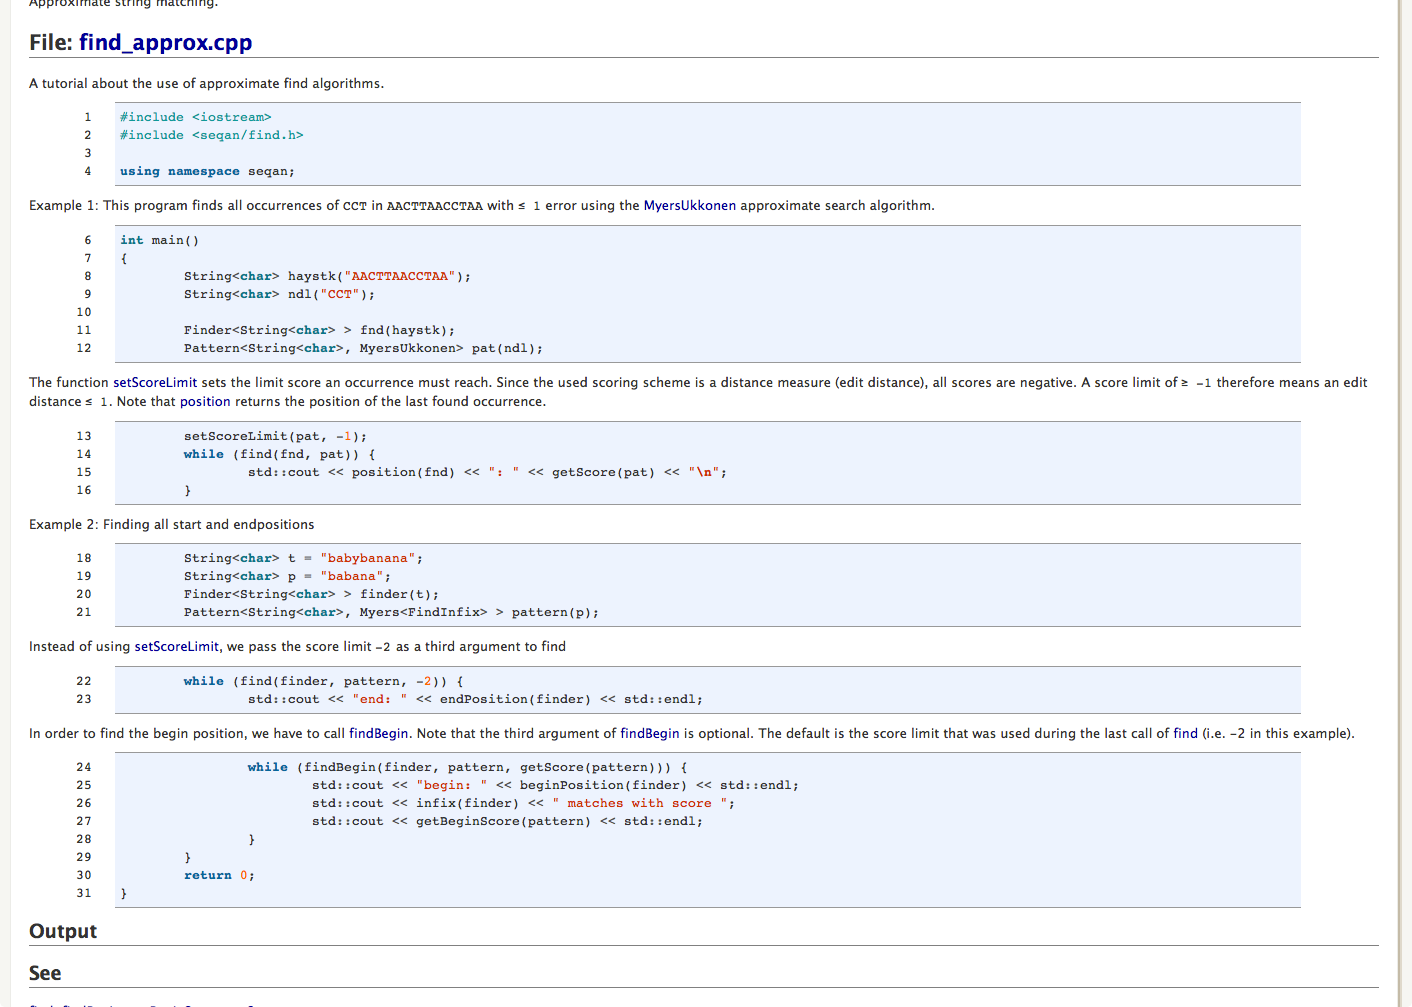 Approximate string matching.
File: find_approx.cpp
A tutorial about the use of approximate find algorithms.
1 #include <iostream>
2 #include <seqan/find.h>
3
4 using namespace seqan;
Example 1: This program finds all occurrences of CCT in AACTTAACCTAA with ≤ 1 error using the MyersUkkonen approximate search algorithm.
6 int main()
7 {
8 String<char> haystk("AACTTAACCTAA");
9 String<char> ndl("CCT");
10
11 Finder<String<char> > fnd(haystk);
12 Pattern<String<char>, MyersUkkonen> pat(ndl);
The function setScoreLimit sets the limit score an occurrence must reach. Since the used scoring scheme is a distance measure (edit distance), all scores are negative. A score limit of ≥ -1 therefore means an edit
distance ≤ 1. Note that position returns the position of the last found occurrence.
13 setScoreLimit(pat, -1);
14 while (find(fnd, pat)) {
15 std::cout << position(fnd) << ": " << getScore(pat) << "\n";
16 }
Example 2: Finding all start and endpositions
18 String<char> t = "babybanana";
19 String<char> p = "babana";
20 Finder<String<char> > finder(t);
21 Pattern<String<char>, Myers<FindInfix> > pattern(p);
Instead of using setScoreLimit, we pass the score limit -2 as a third argument to find
22 while (find(finder, pattern, -2)) {
23 std::cout << "end: " << endPosition(finder) << std::endl;
In order to find the begin position, we have to call findBegin. Note that the third argument of findBegin is optional. The default is the score limit that was used during the last call of find (i.e. -2 in this example).
24 while (findBegin(finder, pattern, getScore(pattern))) {
25 std::cout << "begin: " << beginPosition(finder) << std::endl;
26 std::cout << infix(finder) << " matches with score ";
27 std::cout << getBeginScore(pattern) << std::endl;
28 }
29 }
30 return 0;
31 }
Output
See